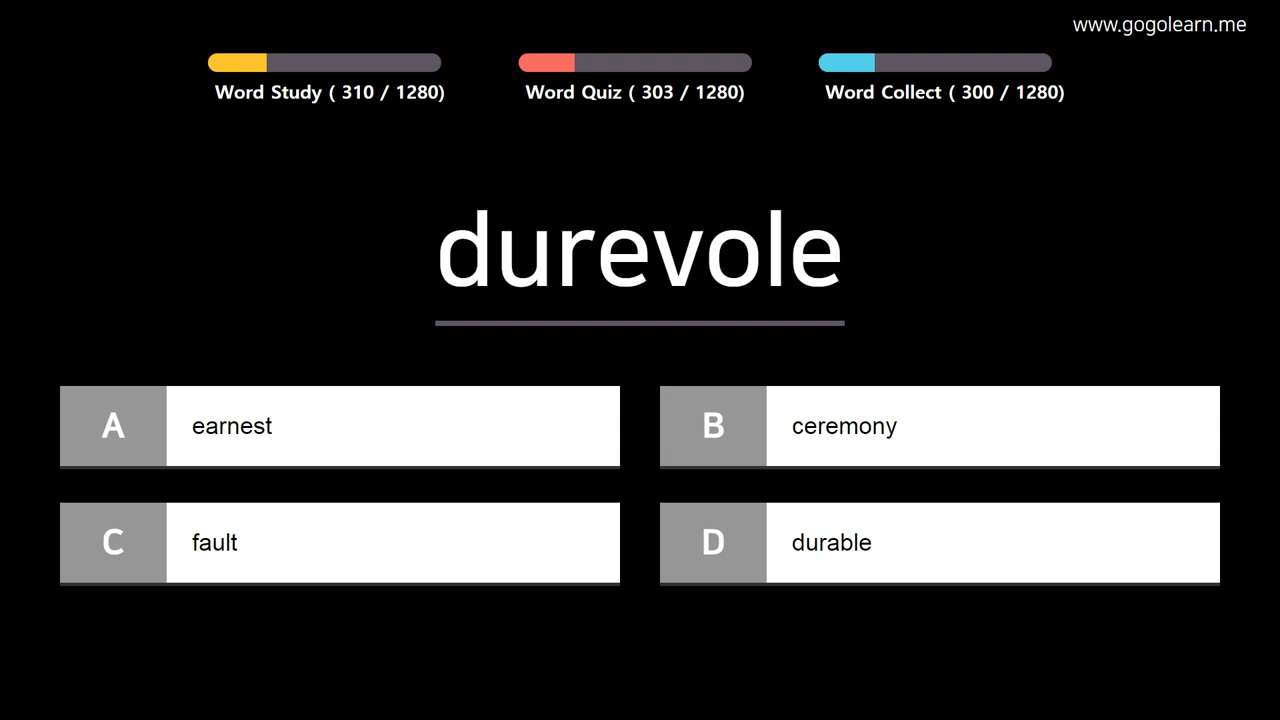 www.gogolearn.me
Word Study ( 310 / 1280)
Word Quiz ( 303 / 1280)
Word Collect ( 300 / 1280)
durevole
A earnest
B ceremony
C fault
D durable